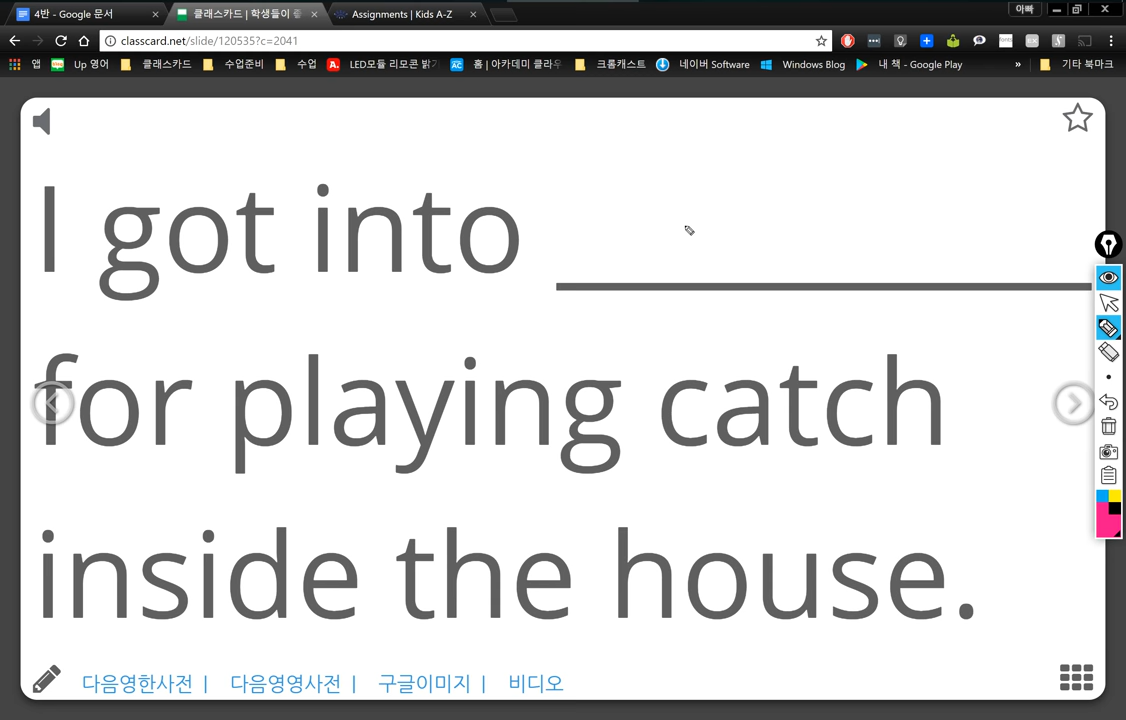 4반 - Google 문서
클래스카드 | 학생들이 즐
Assignments | Kids A-Z
아빠
classcard.net/slide/120535?c=2041
앱
Up 영어
클래스카드
수업준비
수업
LED모듈 리모콘 밝기
홈 | 아카데미 클라우
크롬캐스트
네이버 Software
Windows Blog
내 책 - Google Play
»
기타 북마크
I got into ________
for playing catch
inside the house.
다음영한사전 | 다음영영사전 | 구글이미지 | 비디오